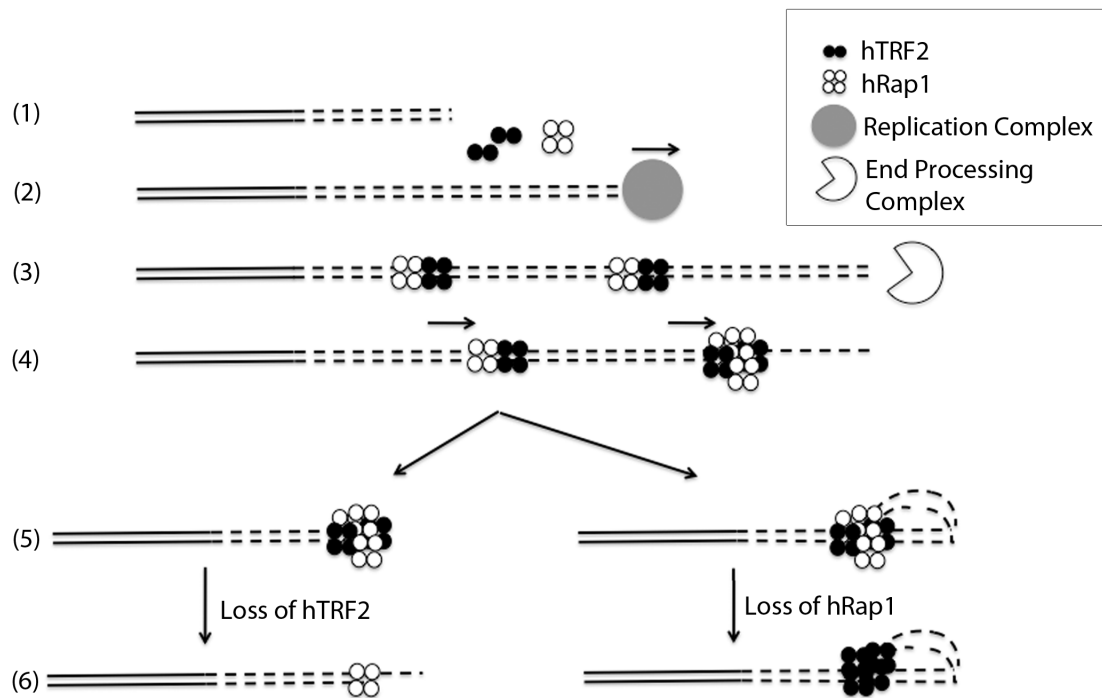 hTRF2
hRap1
Replication Complex
End Processing
Complex
(1)
(2)
(3)
(4)
(5)
Loss of hTRF2
Loss of hRap1
(6)